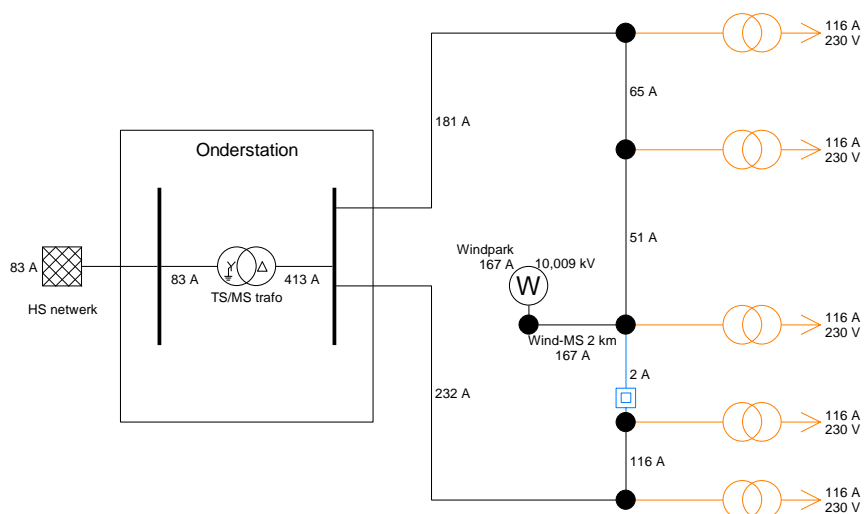 116 A
230 V
65 A
181 A
Onderstation
116 A
230 V
51 A
Windpark
167 A
10,009 kV
W
83 A
83 A
413 A
TS/MS trafo
HS netwerk
116 A
230 V
Wind-MS 2 km
167 A
2 A
232 A
116 A
230 V
116 A
116 A
230 V